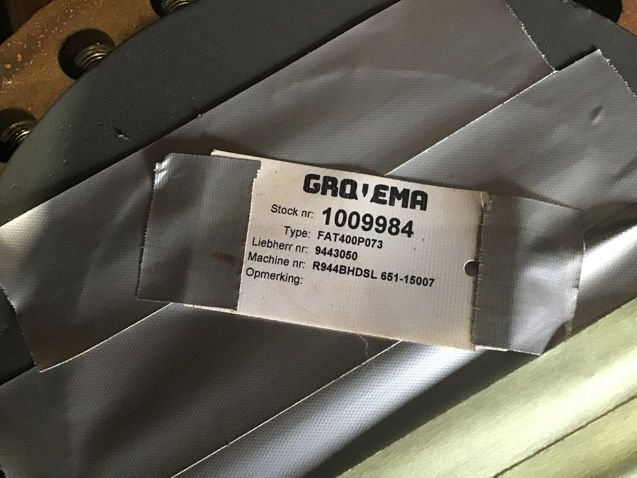 GROVEMA
Stock nr: 1009984
Type: FAT400P073
Liebherr nr: 9443050
Machine nr: R944BHDSL 651-15007
Opmerking: